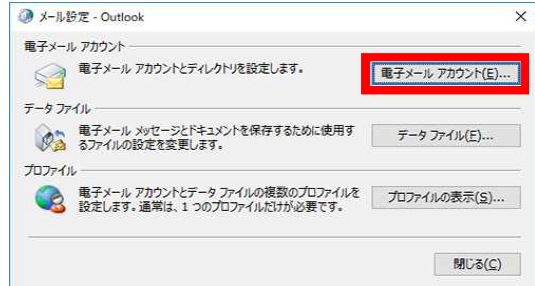 メール設定 - Outlook
電子メール アカウント
電子メール アカウントとディレクトリを設定します。
電子メール アカウント(E)...
データ ファイル
電子メール メッセージとドキュメントを保存するために使用す
るファイルの設定を変更します。
データ ファイル(F)...
プロファイル
電子メール アカウントとデータ ファイルの複数のプロファイルを
設定します。通常は、1 つのプロファイルだけが必要です。
プロファイルの表示(S)...
閉じる(C)